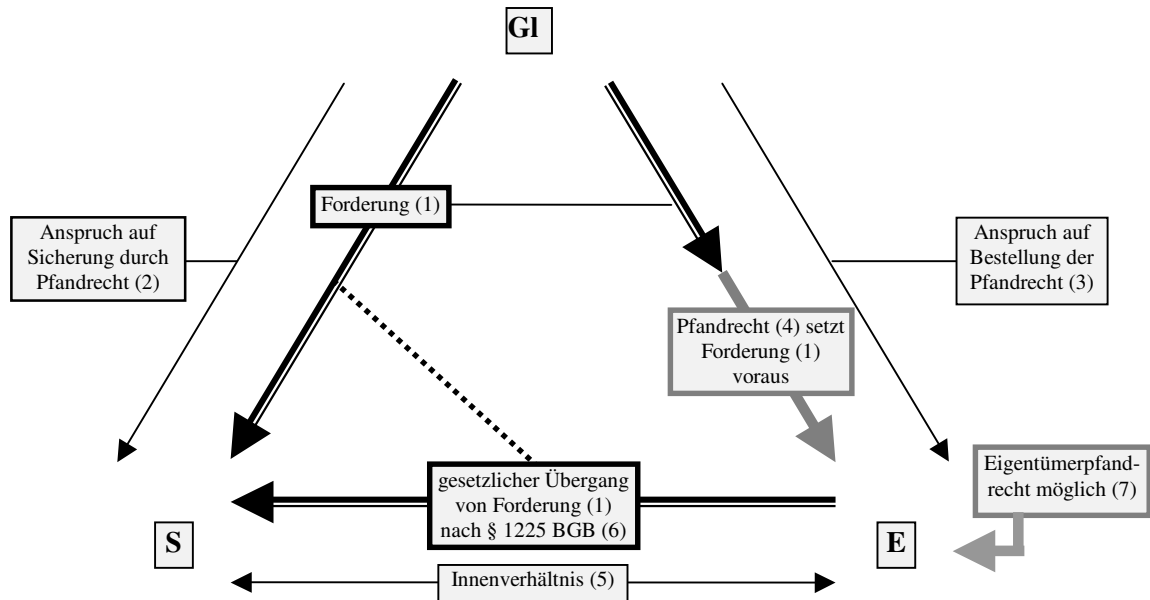 Gl
Forderung (1)
Anspruch auf
Sicherung durch
Pfandrecht (2)
Anspruch auf
Bestellung der
Pfandrecht (3)
Pfandrecht (4) setzt
Forderung (1)
voraus
gesetzlicher Übergang
von Forderung (1)
nach § 1225 BGB (6)
Eigentümerpfand-
recht möglich (7)
S
E
Innenverhältnis (5)